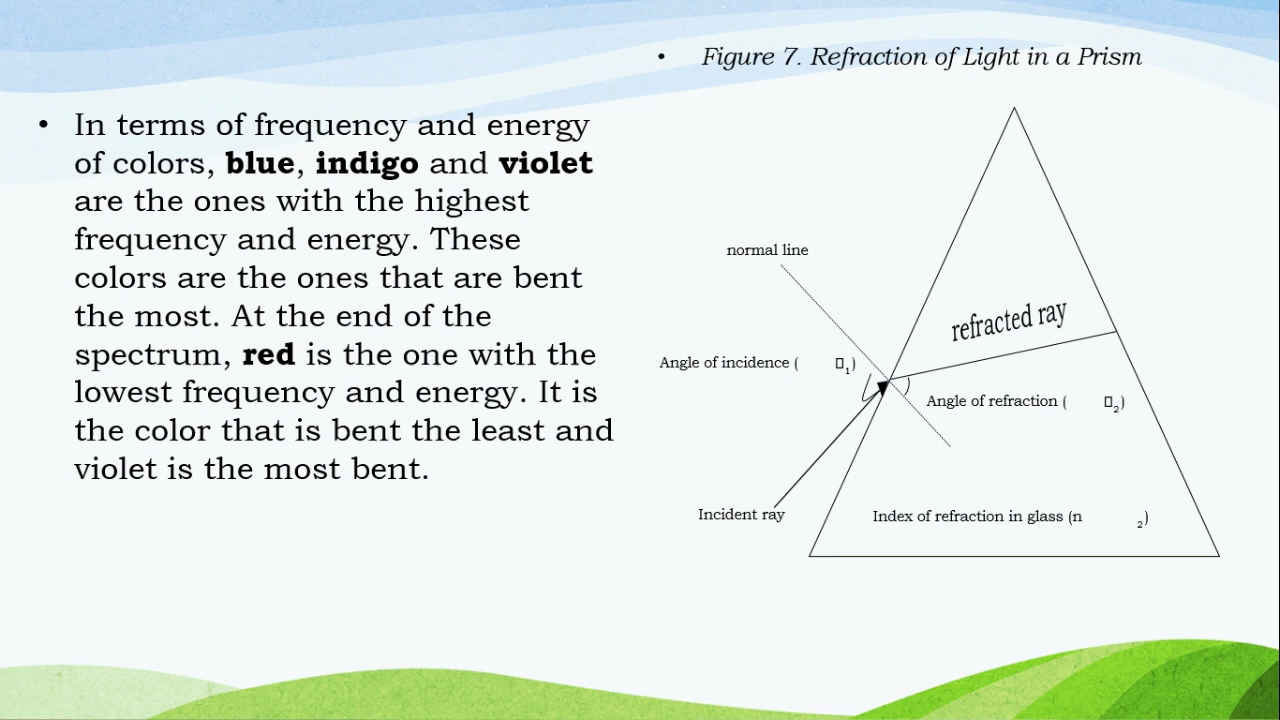 • Figure 7. Refraction of Light in a Prism
• In terms of frequency and energy
of colors, blue, indigo and violet
are the ones with the highest
frequency and energy. These
colors are the ones that are bent
the most. At the end of the
spectrum, red is the one with the
lowest frequency and energy. It is
the color that is bent the least and
violet is the most bent.
normal line
refracted ray
Angle of incidence ( □₁)
Angle of refraction ( □₂)
Incident ray
Index of refraction in glass (n ₂)